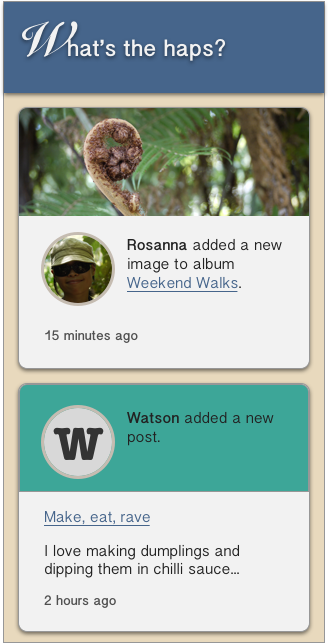 What’s the haps?
Rosanna added a new
image to album
Weekend Walks.
15 minutes ago
W
Watson added a new
post.
Make, eat, rave
I love making dumplings and
dipping them in chilli sauce...
2 hours ago